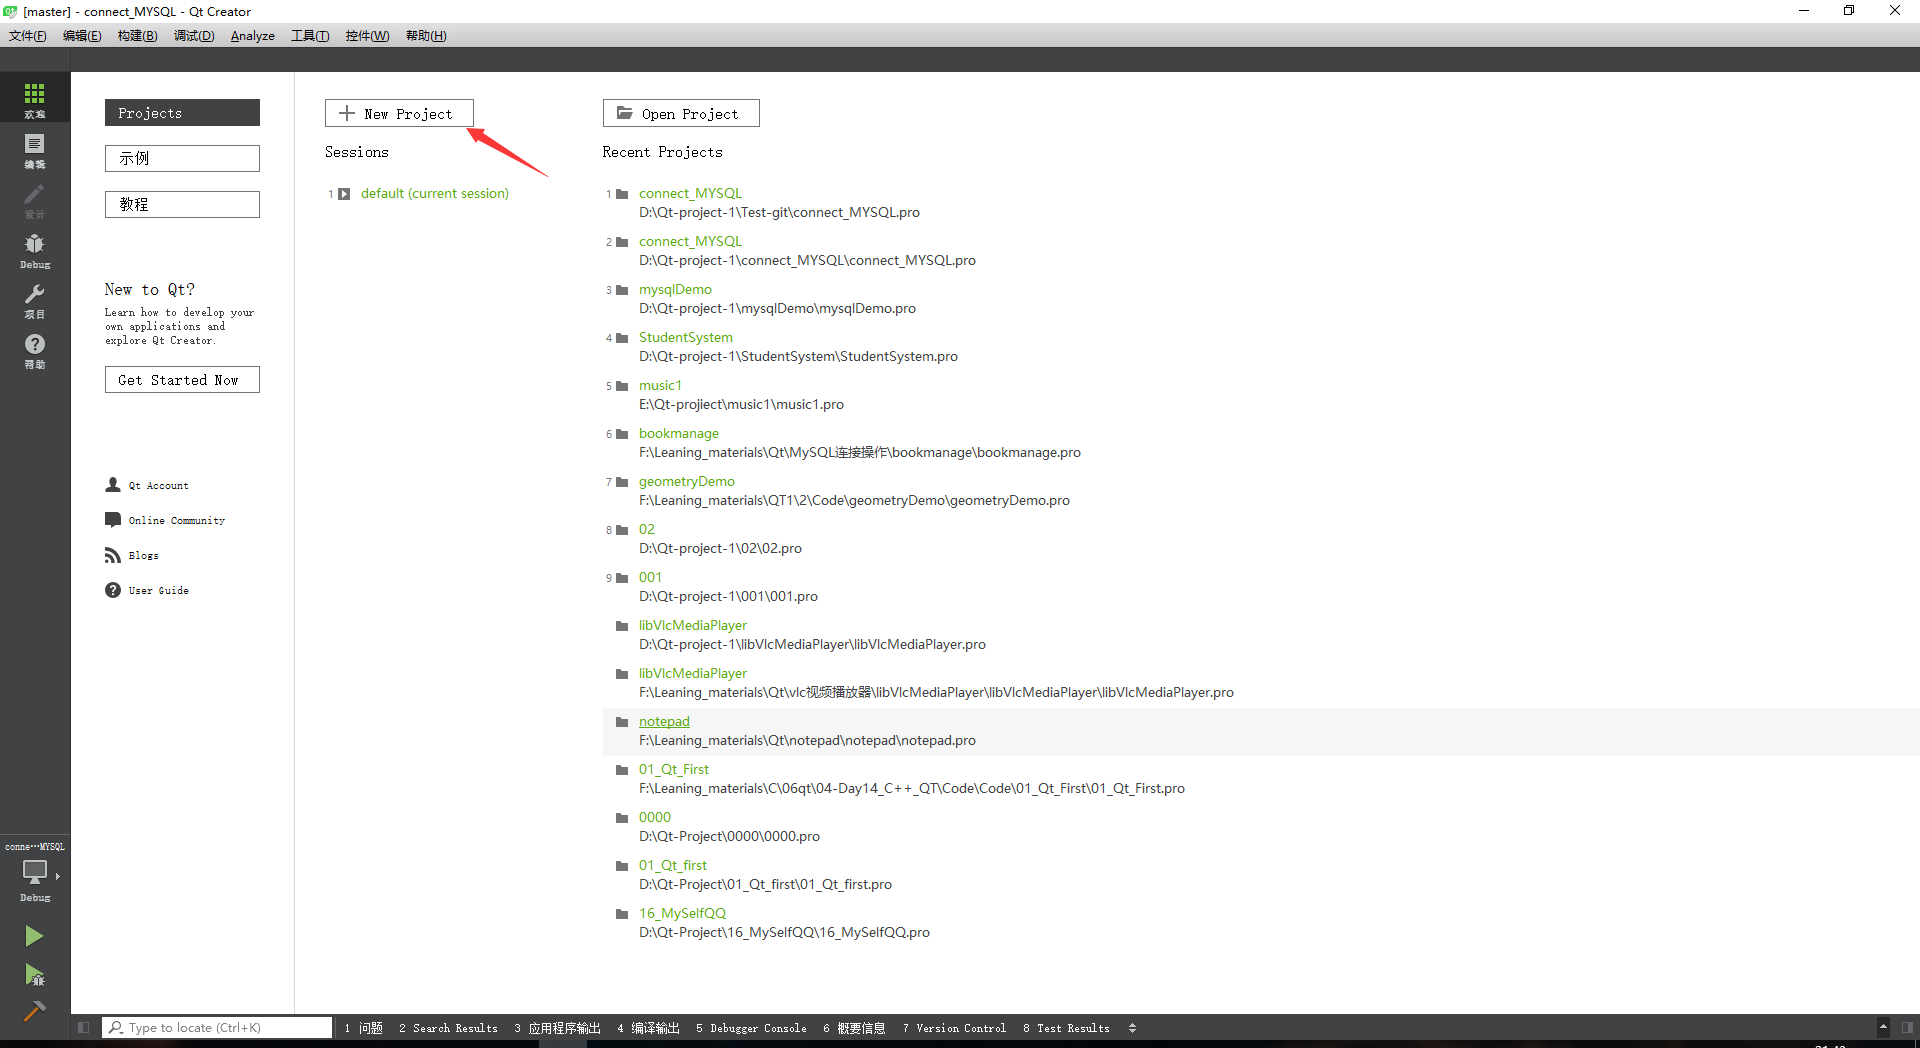 [master] - connect_MYSQL - Qt Creator
文件(F) 编辑(E) 构建(B) 调试(D) Analyze 工具(T) 控件(W) 帮助(H)
欢迎
编辑
设计
Debug
项目
帮助
Projects
示例
教程
New to Qt?
Learn how to develop your
own applications and
explore Qt Creator.
Get Started Now
Qt Account
Online Community
Blogs
User Guide
New Project
Sessions
1 default (current session)
Open Project
Recent Projects
1 connect_MYSQL
D:\Qt-project-1\Test-git\connect_MYSQL.pro
2 connect_MYSQL
D:\Qt-project-1\connect_MYSQL\connect_MYSQL.pro
3 mysqlDemo
D:\Qt-project-1\mysqlDemo\mysqlDemo.pro
4 StudentSystem
D:\Qt-project-1\StudentSystem\StudentSystem.pro
5 music1
E:\Qt-projiect\music1\music1.pro
6 bookmanage
F:\Leaning_materials\Qt\MySQL连接操作\bookmanage\bookmanage.pro
7 geometryDemo
F:\Leaning_materials\QT1\2\Code\geometryDemo\geometryDemo.pro
8 02
D:\Qt-project-1\02\02.pro
9 001
D:\Qt-project-1\001\001.pro
libVlcMediaPlayer
D:\Qt-project-1\libVlcMediaPlayer\libVlcMediaPlayer.pro
libVlcMediaPlayer
F:\Leaning_materials\Qt\vlc视频播放器\libVlcMediaPlayer\libVlcMediaPlayer\libVlcMediaPlayer.pro
notepad
F:\Leaning_materials\Qt\notepad\notepad\notepad.pro
01_Qt_First
F:\Leaning_materials\C\06qt\04-Day14_C++_QT\Code\Code\01_Qt_First\01_Qt_First.pro
0000
D:\Qt-Project\0000\0000.pro
01_Qt_first
D:\Qt-Project\01_Qt_first\01_Qt_first.pro
16_MySelfQQ
D:\Qt-Project\16_MySelfQQ\16_MySelfQQ.pro
conne···MYSQL
Debug
Type to locate (Ctrl+K) 1 问题 2 Search Results 3 应用程序输出 4 编译输出 5 Debugger Console 6 概要信息 7 Version Control 8 Test Results